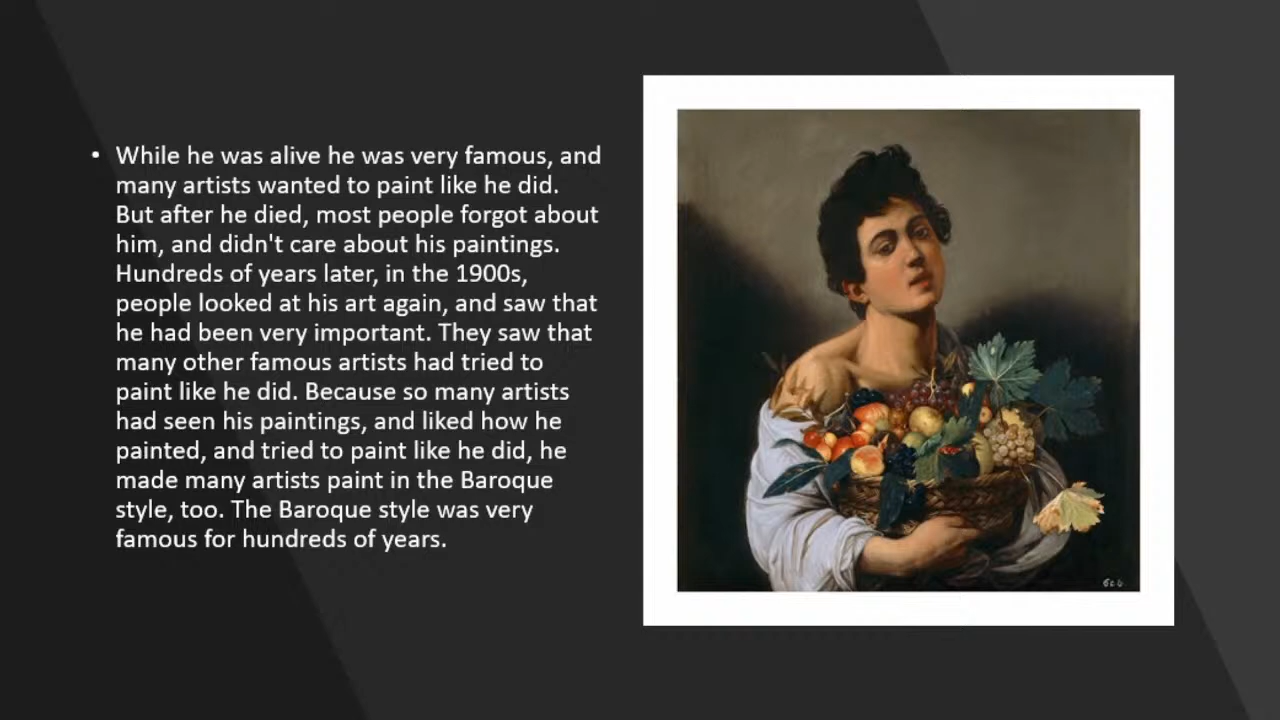 • While he was alive he was very famous, and
many artists wanted to paint like he did.
But after he died, most people forgot about
him, and didn't care about his paintings.
Hundreds of years later, in the 1900s,
people looked at his art again, and saw that
he had been very important. They saw that
many other famous artists had tried to
paint like he did. Because so many artists
had seen his paintings, and liked how he
painted, and tried to paint like he did, he
made many artists paint in the Baroque
style, too. The Baroque style was very
famous for hundreds of years.